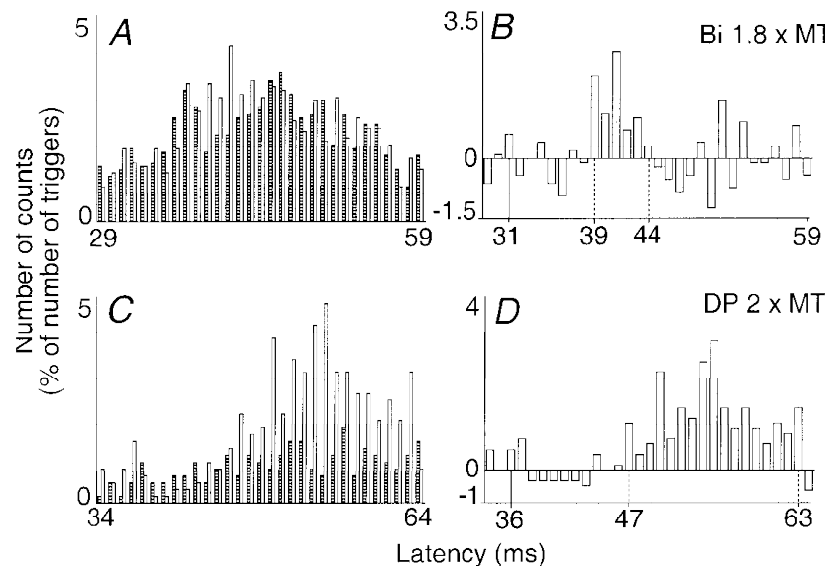 Number of counts
(% of number of triggers)
A
5
0
29 59
B
Bi 1.8 x MT
3.5
0
-1.5
31 39 44 59
C
5
0
34 64
D
DP 2 x MT
4
0
-1
36 47 63
Latency (ms)